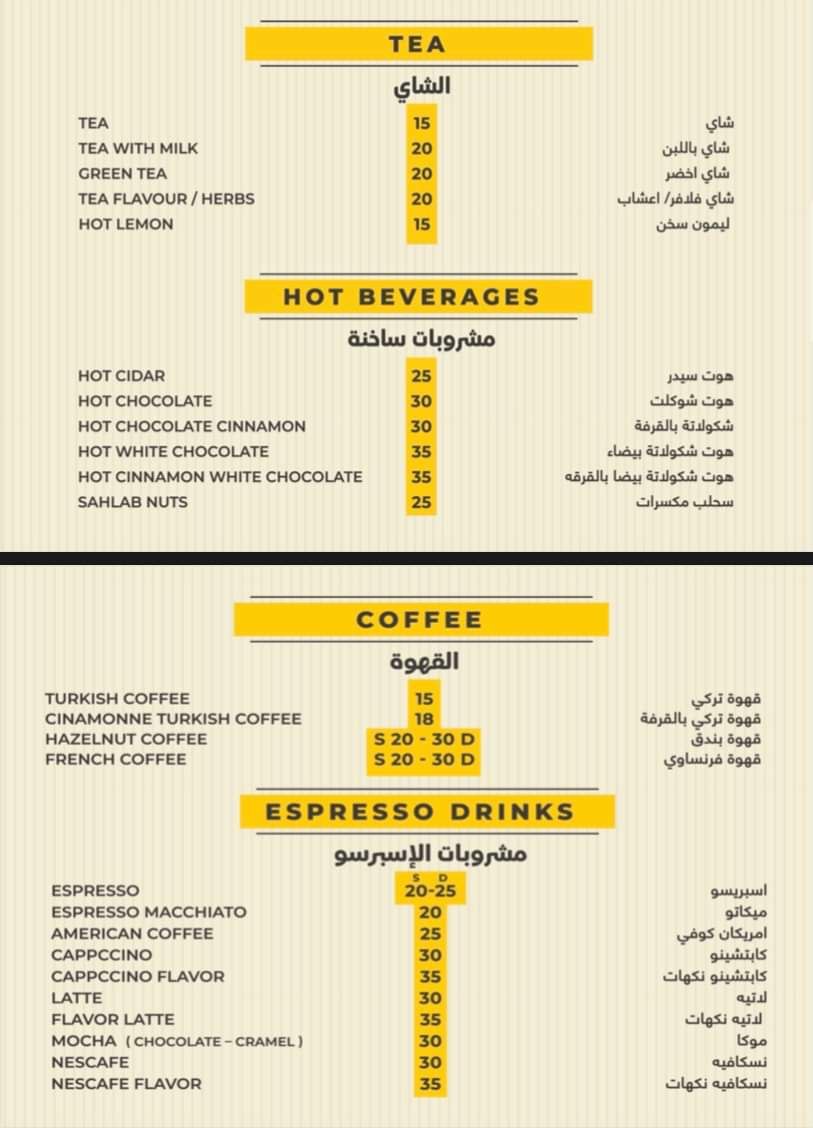 TEA
الشاي
TEA 15 شاي
TEA WITH MILK 20 شاي باللبن
GREEN TEA 20 شاي اخضر
TEA FLAVOUR / HERBS 20 شاي فلافر/ اعشاب
HOT LEMON 15 ليمون سخن
HOT BEVERAGES
مشروبات ساخنة
HOT CIDAR 25 هوت سيدر
HOT CHOCOLATE 30 هوت شوكلت
HOT CHOCOLATE CINNAMON 30 شكولاتة بالقرفة
HOT WHITE CHOCOLATE 35 هوت شكولاتة بيضاء
HOT CINNAMON WHITE CHOCOLATE 35 هوت شكولاتة بيضا بالقرقه
SAHLAB NUTS 25 سحلب مكسرات
COFFEE
القهوة
TURKISH COFFEE 15 قهوة تركي
CINAMONNE TURKISH COFFEE 18 قهوة تركي بالقرفة
HAZELNUT COFFEE S 20 - 30 D قهوة بندق
FRENCH COFFEE S 20 - 30 D قهوة فرنساوي
ESPRESSO DRINKS
مشروبات الإسبرسو
S D
ESPRESSO 20-25 اسبريسو
ESPRESSO MACCHIATO 20 ميكاتو
AMERICAN COFFEE 25 امريكان كوفي
CAPPCCINO 30 كابتشينو
CAPPCCINO FLAVOR 35 كابتشينو نكهات
LATTE 30 لاتيه
FLAVOR LATTE 35 لاتيه نكهات
MOCHA ( CHOCOLATE – CRAMEL ) 30 موكا
NESCAFE 30 نسكافيه
NESCAFE FLAVOR 35 نسكافيه نكهات